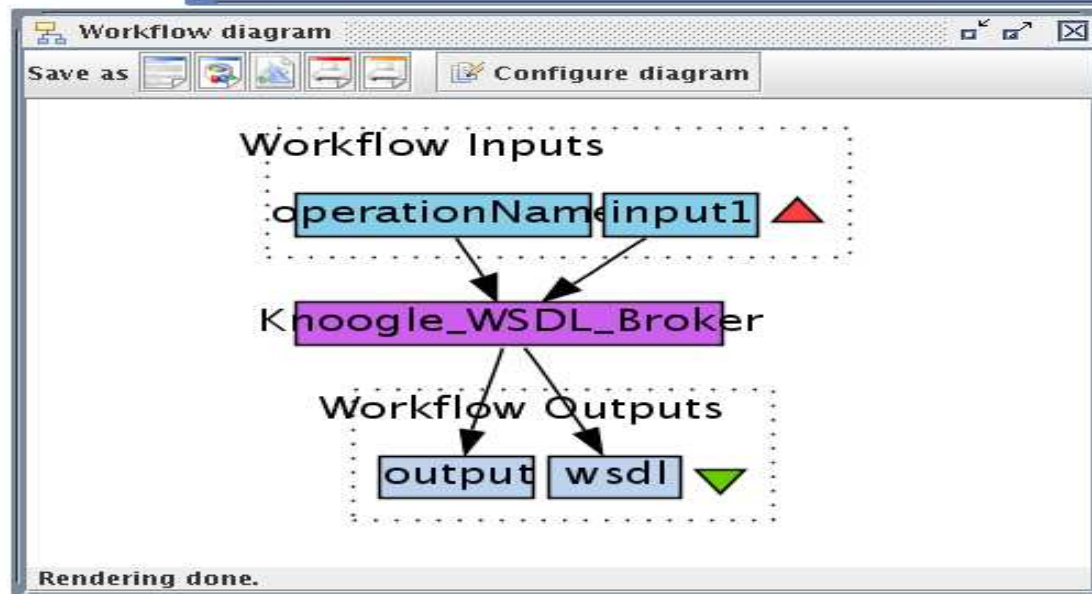 Workflow diagram
Save as
Configure diagram
Workflow Inputs
operationName
input1
Knoogle_WSDL_Broker
Workflow Outputs
output
wsdl
Rendering done.